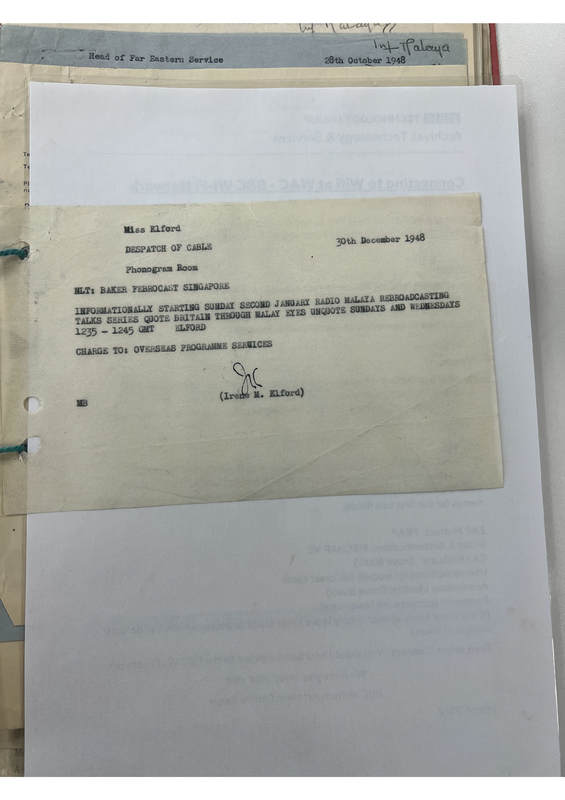 Inf Malaya
Head of Far Eastern Service 28th October 1948
Miss Elford
DESPATCH OF CABLE 30th December 1948
Phonogram Room
NLT: BAKER FEBROCAST SINGAPORE
INFORMATIONALLY STARTING SUNDAY SECOND JANUARY RADIO MALAYA REBROADCASTING
TALKS SERIES QUOTE BRITAIN THROUGH MALAY EYES UNQUOTE SUNDAYS AND WEDNESDAYS
1235 - 1245 GMT ELFORD
CHARGE TO: OVERSEAS PROGRAMME SERVICES
(Irene M. Elford)
MB